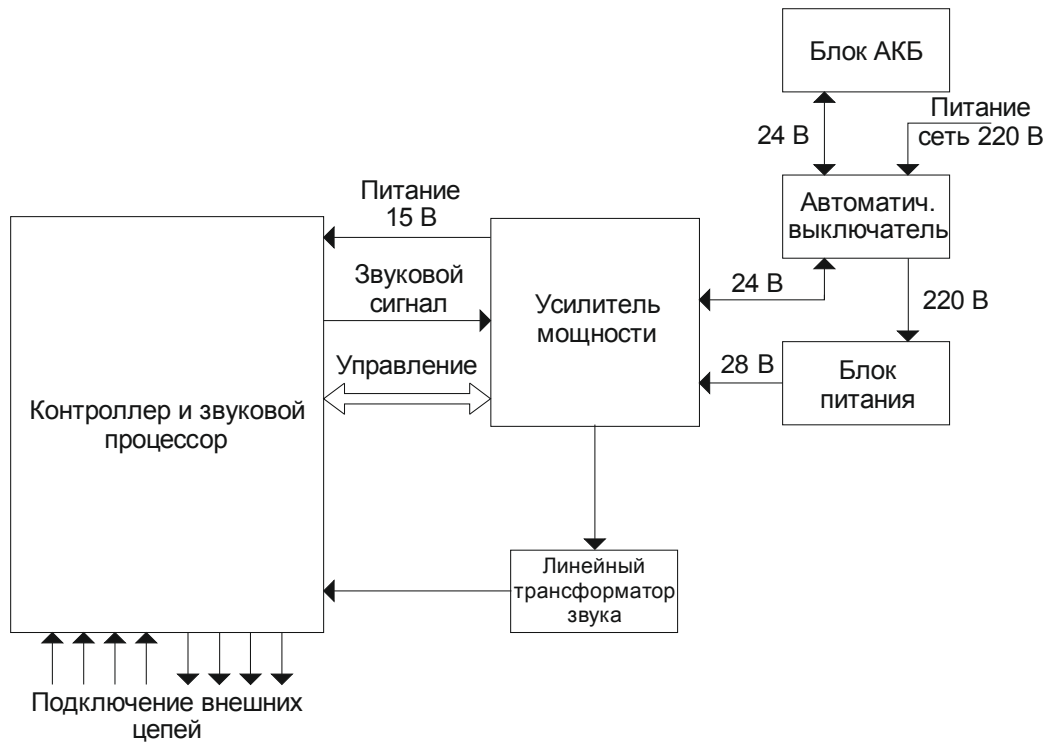 Блок АКБ
24 В
Питание
сеть 220 В
Автоматич.
выключатель
Питание
15 В
Звуковой
сигнал
Управление
Усилитель
мощности
24 В
220 В
28 В
Блок
питания
Контроллер и звуковой
процессор
Линейный
трансформатор
звука
Подключение внешних
цепей